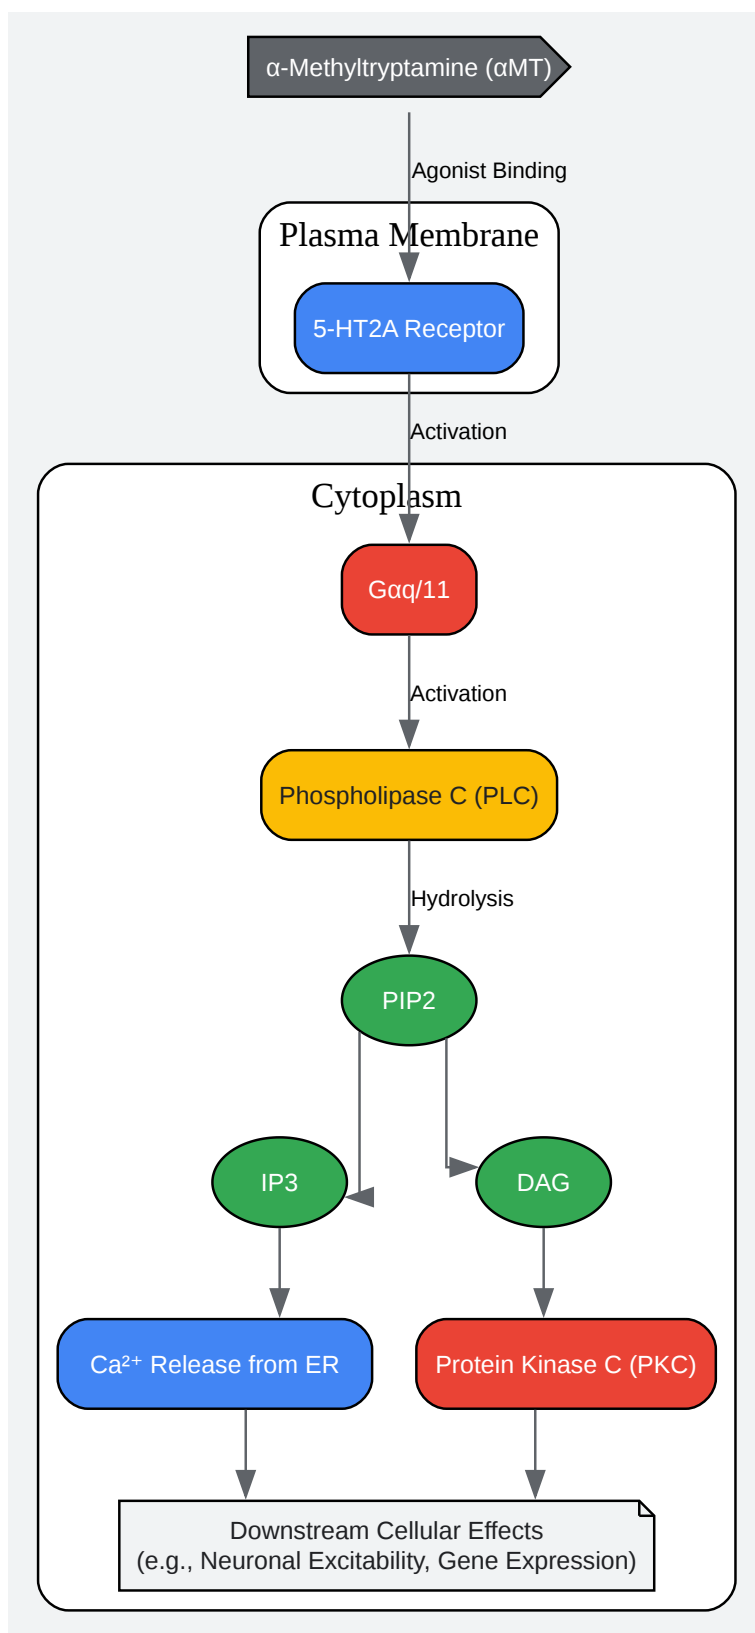 α-Methyltryptamine (αMT)
Agonist Binding
Plasma Membrane
5-HT2A Receptor
Activation
Cytoplasm
Gαq/11
Activation
Phospholipase C (PLC)
Hydrolysis
PIP2
IP3
DAG
Ca²⁺ Release from ER
Protein Kinase C (PKC)
Downstream Cellular Effects
(e.g., Neuronal Excitability, Gene Expression)